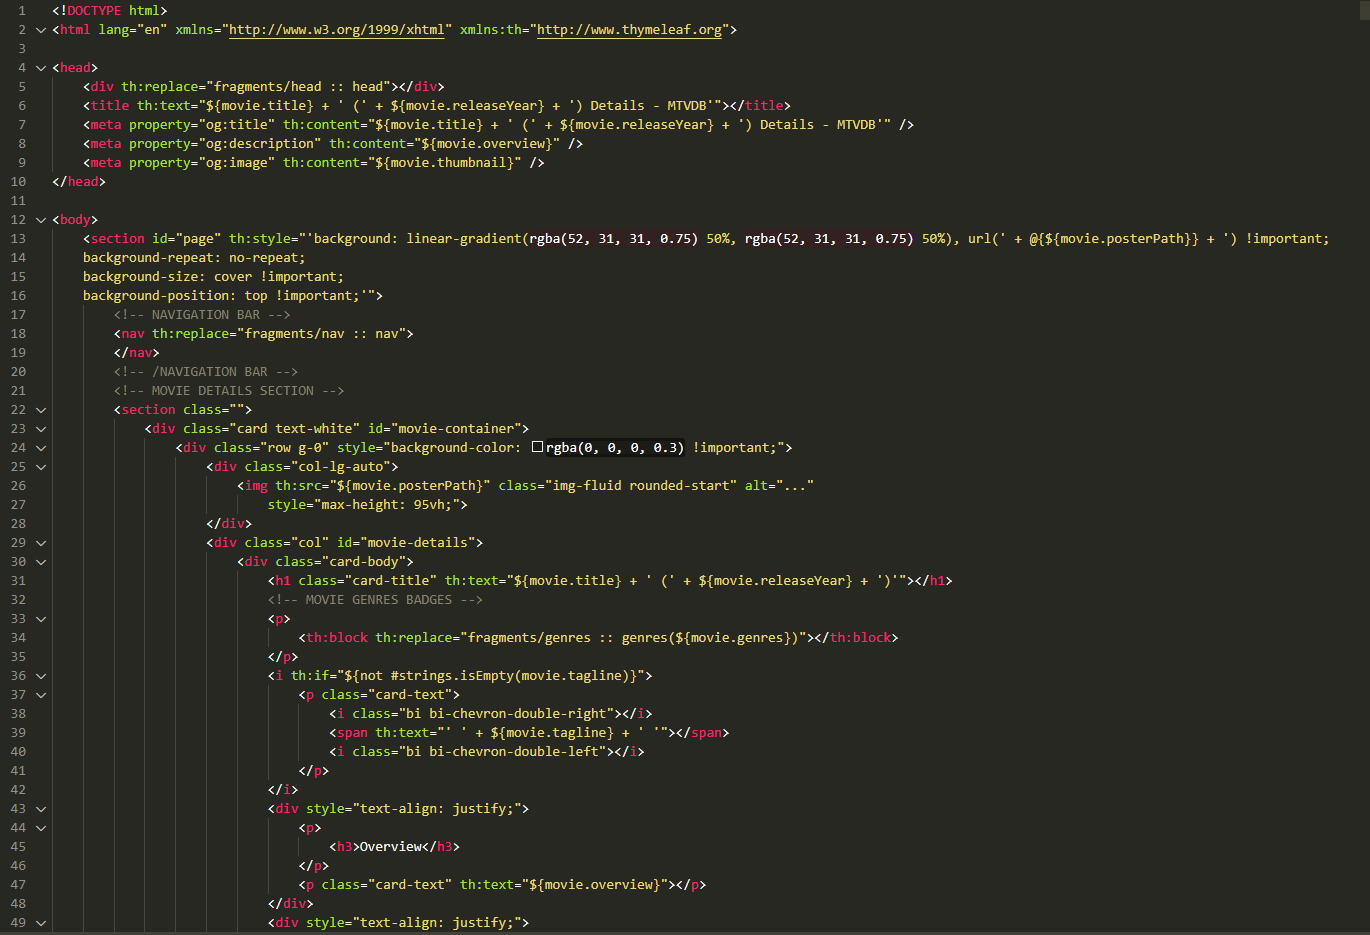 1 <!DOCTYPE html>
2 <html lang="en" xmlns="http://www.w3.org/1999/xhtml" xmlns:th="http://www.thymeleaf.org">
3
4 <head>
5 <div th:replace="fragments/head :: head"></div>
6 <title th:text="${movie.title} + ' (' + ${movie.releaseYear} + ') Details - MTVDB'"></title>
7 <meta property="og:title" th:content="${movie.title} + ' (' + ${movie.releaseYear} + ') Details - MTVDB'" />
8 <meta property="og:description" th:content="${movie.overview}" />
9 <meta property="og:image" th:content="${movie.thumbnail}" />
10 </head>
11
12 <body>
13 <section id="page" th:style="'background: linear-gradient(rgba(52, 31, 31, 0.75) 50%, rgba(52, 31, 31, 0.75) 50%), url(' + @{${movie.posterPath}} + ') !important;
14 background-repeat: no-repeat;
15 background-size: cover !important;
16 background-position: top !important;'">
17 <!-- NAVIGATION BAR -->
18 <nav th:replace="fragments/nav :: nav">
19 </nav>
20 <!-- /NAVIGATION BAR -->
21 <!-- MOVIE DETAILS SECTION -->
22 <section class="">
23 <div class="card text-white" id="movie-container">
24 <div class="row g-0" style="background-color: rgba(0, 0, 0, 0.3) !important;">
25 <div class="col-lg-auto">
26 <img th:src="${movie.posterPath}" class="img-fluid rounded-start" alt="..."
27 style="max-height: 95vh;">
28 </div>
29 <div class="col" id="movie-details">
30 <div class="card-body">
31 <h1 class="card-title" th:text="${movie.title} + ' (' + ${movie.releaseYear} + ')'"></h1>
32 <!-- MOVIE GENRES BADGES -->
33 <p>
34 <th:block th:replace="fragments/genres :: genres(${movie.genres})"></th:block>
35 </p>
36 <i th:if="${not #strings.isEmpty(movie.tagline)}">
37 <p class="card-text">
38 <i class="bi bi-chevron-double-right"></i>
39 <span th:text="' ' + ${movie.tagline} + ' '"></span>
40 <i class="bi bi-chevron-double-left"></i>
41 </p>
42 </i>
43 <div style="text-align: justify;">
44 <p>
45 <h3>Overview</h3>
46 </p>
47 <p class="card-text" th:text="${movie.overview}"></p>
48 </div>
49 <div style="text-align: justify;">